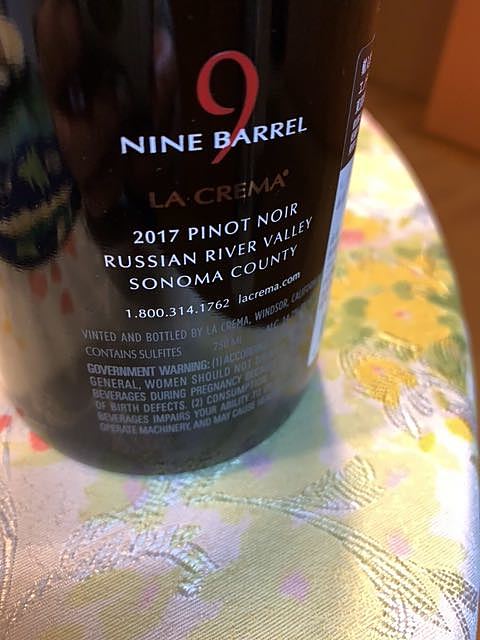 9
NINE BARREL
LA·CREMA®
2017 PINOT NOIR
RUSSIAN RIVER VALLEY
SONOMA COUNTY
1.800.314.1762 lacrema.com
VINTED AND BOTTLED BY LA CREMA, WINDSOR,
CONTAINS SULFITES 750 Ml
GOVERNMENT WARNING: (1)
GENERAL, WOMEN SHOULD NOT
BEVERAGES DURING PREGNANCY
OF BIRTH DEFECTS. (2) CONSUMPTION
BEVERAGES IMPAIRS YOUR ABILITY
OPERATE MACHINERY, AND MAY CAUSE